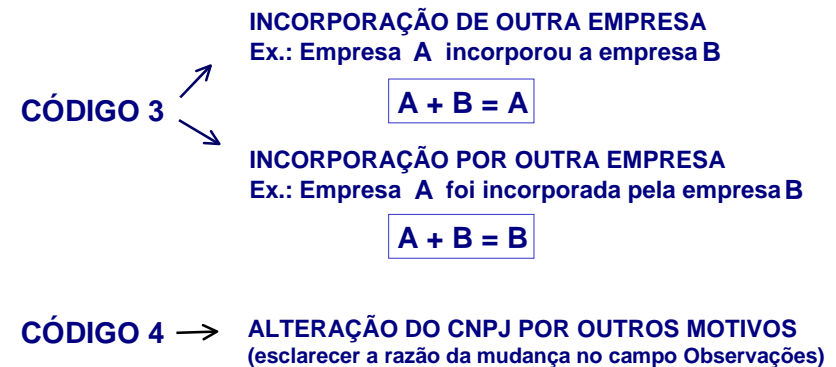 INCORPORAÇÃO DE OUTRA EMPRESA
Ex.: Empresa A incorporou a empresa B
CÓDIGO 3
A + B = A
INCORPORAÇÃO POR OUTRA EMPRESA
Ex.: Empresa A foi incorporada pela empresa B
A + B = B
CÓDIGO 4 → ALTERAÇÃO DO CNPJ POR OUTROS MOTIVOS
(esclarecer a razão da mudança no campo Observações)